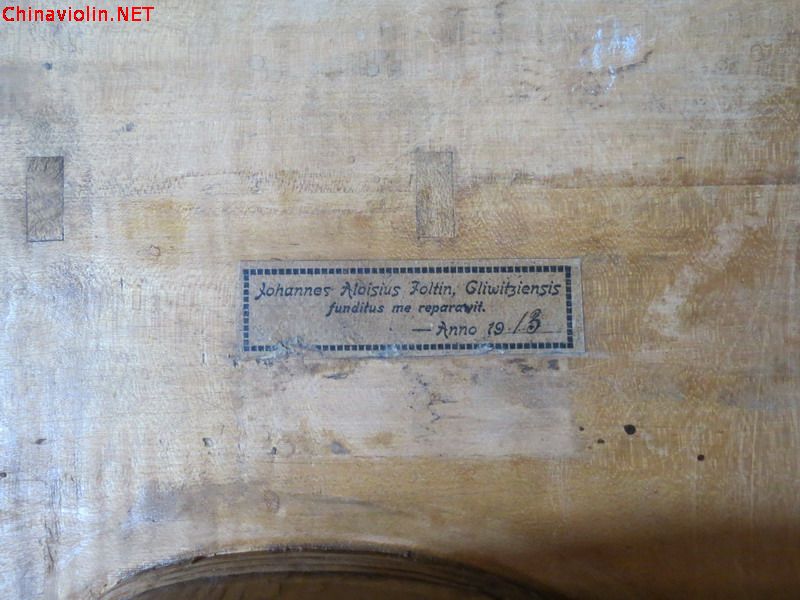 Chinaviolin.NET
Johannes Aloisius Foltin, Gliwitziensis
funditus me reparavit.
— Anno 1913